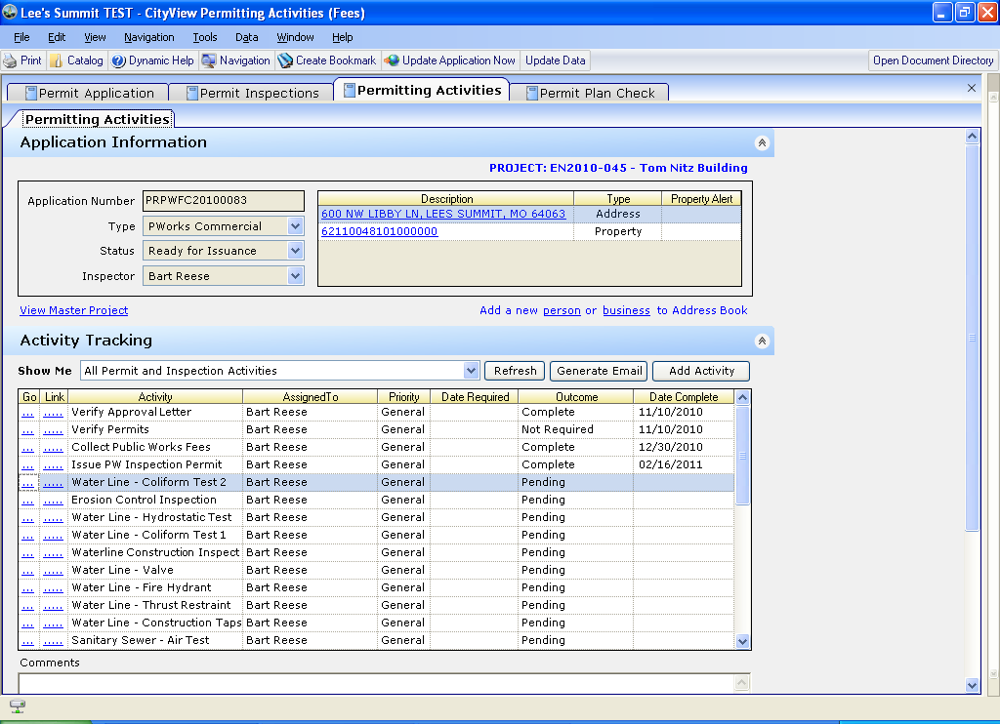 Lee's Summit TEST - CityView Permitting Activities (Fees)
File Edit View Navigation Tools Data Window Help
Print Catalog Dynamic Help Navigation Create Bookmark Update Application Now Update Data Open Document Directory
Permit Application Permit Inspections Permitting Activities Permit Plan Check
Permitting Activities
Application Information
PROJECT: EN2010-045 - Tom Nitz Building
Application Number PRPWFC20100083
Type PWorks Commercial
Status Ready for Issuance
Inspector Bart Reese
Description Type Property Alert
600 NW LIBBY LN, LEES SUMMIT, MO 64063 Address
62110048101000000 Property
View Master Project Add a new person or business to Address Book
Activity Tracking
Show Me All Permit and Inspection Activities Refresh Generate Email Add Activity
Go Link Activity AssignedTo Priority Date Required Outcome Date Complete
... ..... Verify Approval Letter Bart Reese General Complete 11/10/2010
... ..... Verify Permits Bart Reese General Not Required 11/10/2010
... ..... Collect Public Works Fees Bart Reese General Complete 12/30/2010
... ..... Issue PW Inspection Permit Bart Reese General Complete 02/16/2011
... ..... Water Line - Coliform Test 2 Bart Reese General Pending
... ..... Erosion Control Inspection Bart Reese General Pending
... ..... Water Line - Hydrostatic Test Bart Reese General Pending
... ..... Water Line - Coliform Test 1 Bart Reese General Pending
... ..... Waterline Construction Inspect Bart Reese General Pending
... ..... Water Line - Valve Bart Reese General Pending
... ..... Water Line - Fire Hydrant Bart Reese General Pending
... ..... Water Line - Thrust Restraint Bart Reese General Pending
... ..... Water Line - Construction Taps Bart Reese General Pending
... ..... Sanitary Sewer - Air Test Bart Reese General Pending
Comments